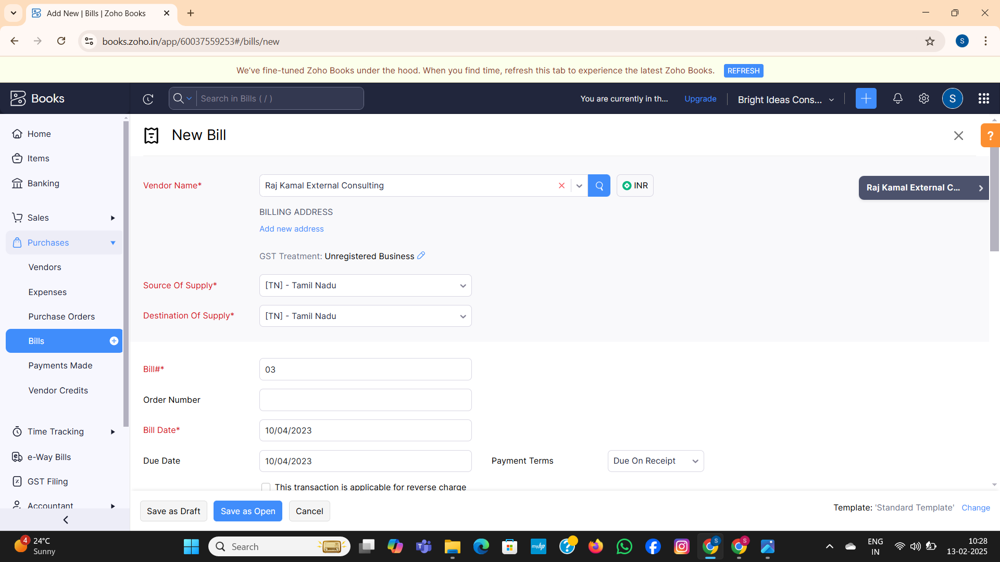 Add New | Bills | Zoho Books
books.zoho.in/app/60037559253#/bills/new
S
We've fine-tuned Zoho Books under the hood. When you find time, refresh this tab to experience the latest Zoho Books. REFRESH
Books
Search in Bills ( / )
You are currently in th... Upgrade Bright Ideas Cons... S
Home
Items
Banking
Sales
Purchases
Vendors
Expenses
Purchase Orders
Bills
Payments Made
Vendor Credits
Time Tracking
e-Way Bills
GST Filing
Accountant
New Bill
?
Vendor Name* Raj Kamal External Consulting INR
Raj Kamal External C...
BILLING ADDRESS
Add new address
GST Treatment: Unregistered Business
Source Of Supply* [TN] - Tamil Nadu
Destination Of Supply* [TN] - Tamil Nadu
Bill#* 03
Order Number
Bill Date* 10/04/2023
Due Date 10/04/2023 Payment Terms Due On Receipt
This transaction is applicable for reverse charge
Save as Draft Save as Open Cancel
Template: 'Standard Template' Change
4
24°C
Sunny
Search
T
myhp
?
S
S
ENG
IN
10:28
13-02-2025